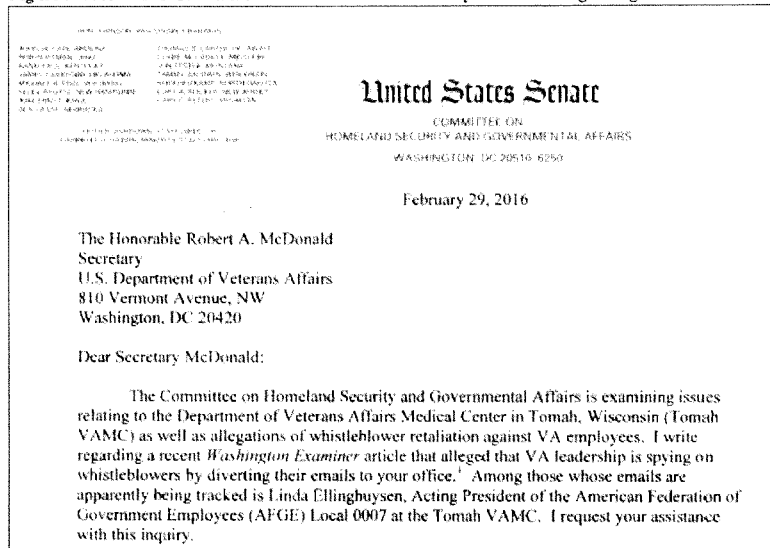 United States Senate
COMMITTEE ON
HOMELAND SECURITY AND GOVERNMENTAL AFFAIRS
WASHINGTON, DC 20510-6250
February 29, 2016
The Honorable Robert A. McDonald
Secretary
U.S. Department of Veterans Affairs
810 Vermont Avenue, NW
Washington, DC 20420
Dear Secretary McDonald:
The Committee on Homeland Security and Governmental Affairs is examining issues
relating to the Department of Veterans Affairs Medical Center in Tomah, Wisconsin (Tomah
VAMC) as well as allegations of whistleblower retaliation against VA employees. I write
regarding a recent Washington Examiner article that alleged that VA leadership is spying on
whistleblowers by diverting their emails to your office.¹ Among those whose emails are
apparently being tracked is Linda Ellinghuysen, Acting President of the American Federation of
Government Employees (AFGE) Local 0007 at the Tomah VAMC. I request your assistance
with this inquiry.